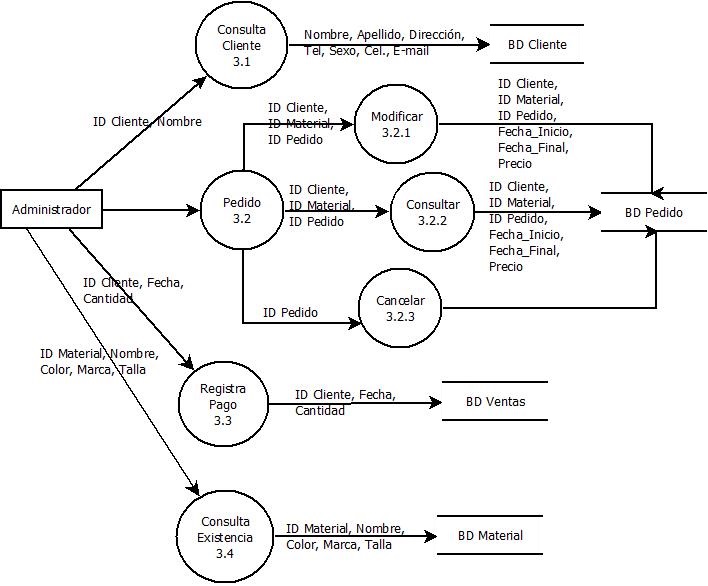 Consulta
Cliente
3.1
Nombre, Apellido, Dirección,
Tel, Sexo, Cel., E-mail
BD Cliente
ID Cliente, Nombre
ID Cliente,
ID Material,
ID Pedido
Modificar
3.2.1
ID Cliente,
ID Material,
ID Pedido,
Fecha_Inicio,
Fecha_Final,
Precio
Administrador
Pedido
3.2
ID Cliente,
ID Material,
ID Pedido
Consultar
3.2.2
ID Cliente,
ID Material,
ID Pedido,
Fecha_Inicio,
Fecha_Final,
Precio
BD Pedido
ID Pedido
Cancelar
3.2.3
ID Cliente, Fecha,
Cantidad
Registra
Pago
3.3
ID Cliente, Fecha,
Cantidad
BD Ventas
ID Material, Nombre,
Color, Marca, Talla
Consulta
Existencia
3.4
ID Material, Nombre,
Color, Marca, Talla
BD Material